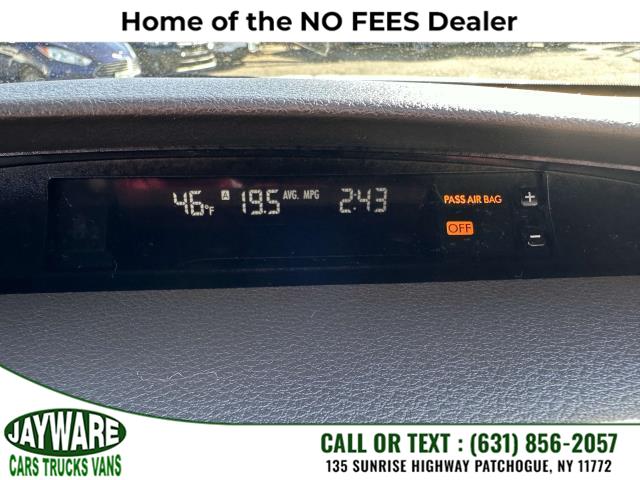 Home of the NO FEES Dealer
46°F A 19.5 AVG. MPG 2:43
PASS AIR BAG
+
OFF
-
JAYWARE
CARS TRUCKS VANS
CALL OR TEXT : (631) 856-2057
135 SUNRISE HIGHWAY PATCHOGUE, NY 11772